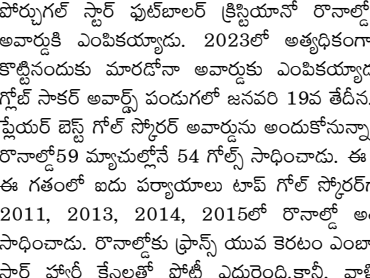 పోర్చుగల్ స్టార్ ఫుట్‌బాలర్ క్రిస్టియానో రొనాల్డో
అవార్డుకి ఎంపికయ్యాడు. 2023లో అత్యధికంగా
కొట్టినందుకు మారడోనా అవార్డుకు ఎంపికయ్యాడ
గ్లోబ్ సాకర్ అవార్డ్స్ పండుగలో జనవరి 19వ తేదీన.
ప్లేయర్ బెస్ట్ గోల్ స్కోరర్ అవార్డును అందుకోనున్నా
రొనాల్డో59 మ్యాచుల్లోనే 54 గోల్స్ సాధించాడు. ఈ
ఈ గతంలో ఐదు పర్యాయాలు టాప్ గోల్ స్కోరర్‌గ
2011, 2013, 2014, 2015లో రొనాల్డో అం
సాధించాడు. రొనాల్డోకు ఫ్రాన్స్ యువ కెరటం ఎంబా
స్టార్ హ్యారీ కేన్‌లతో పోటీ ఎదురైంది.కానీ, వాళ